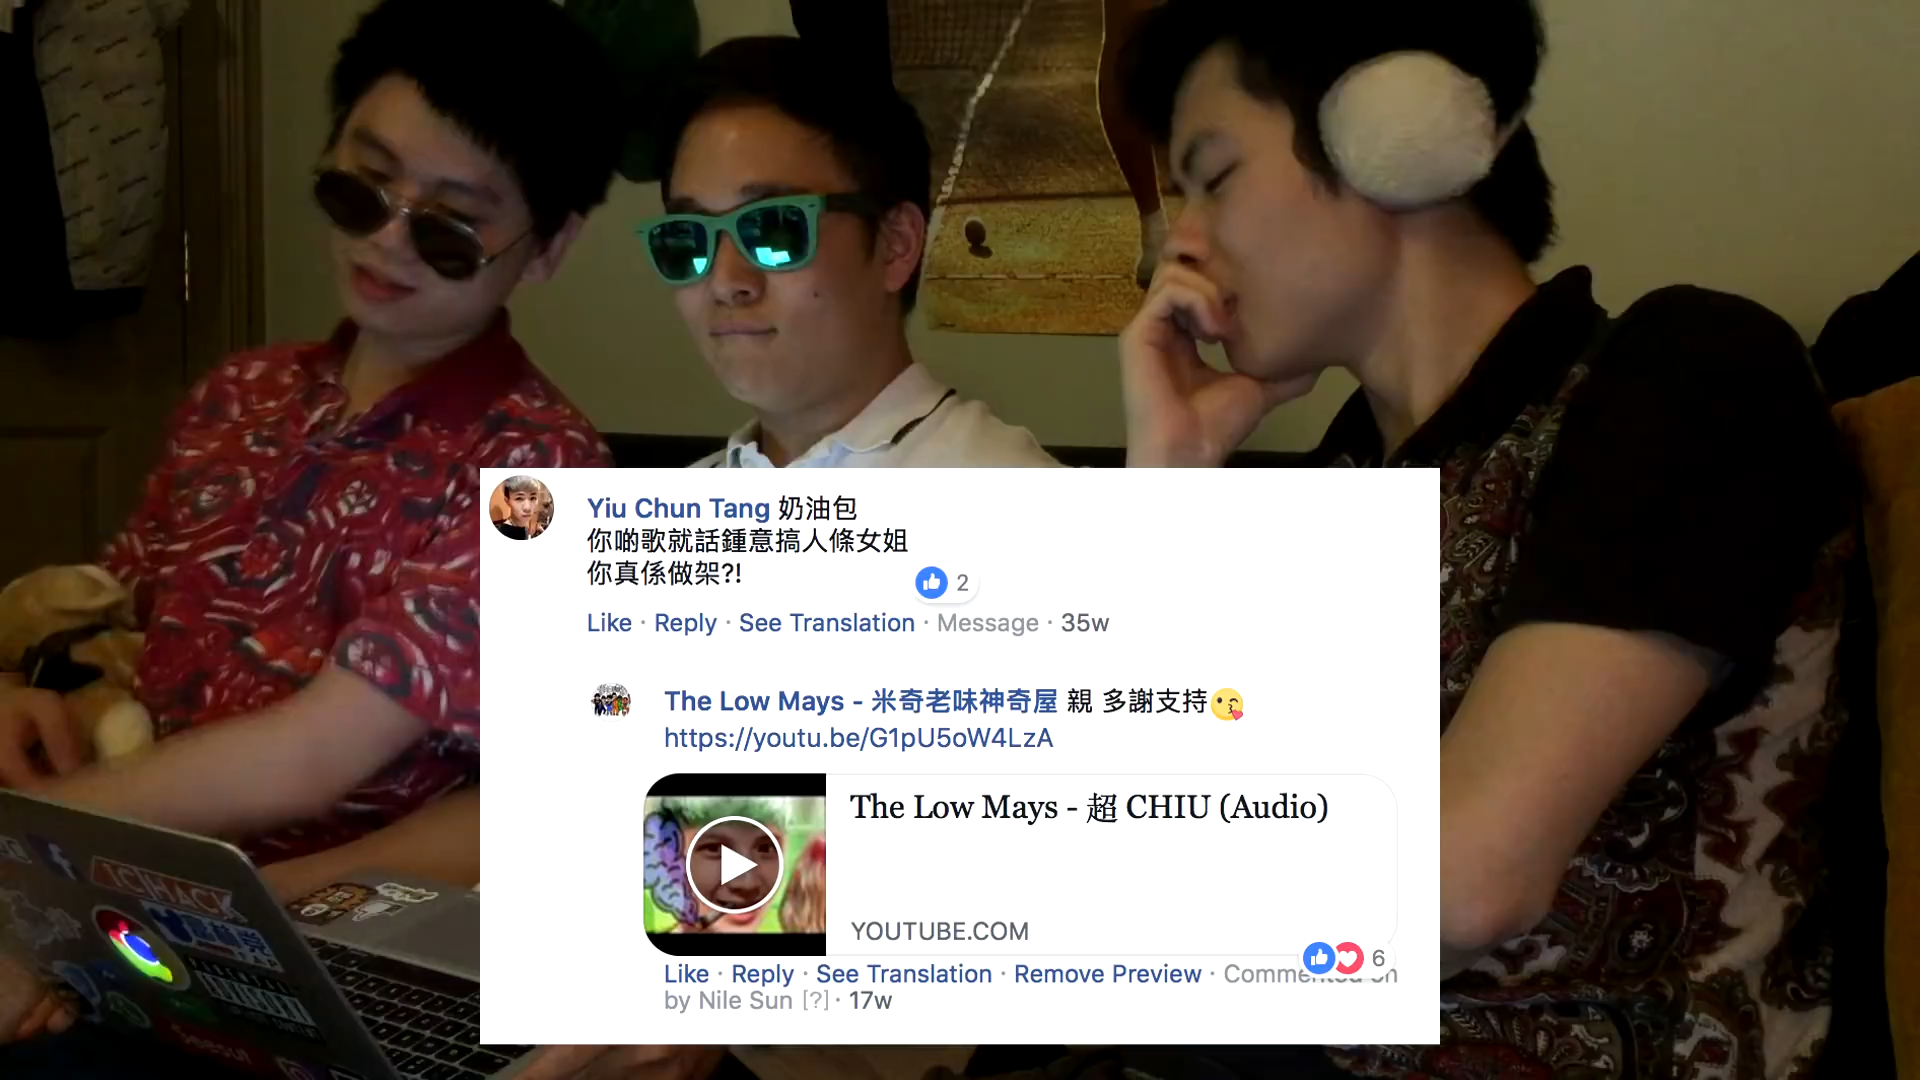 Yiu Chun Tang 奶油包
你啲歌就話鍾意搞人條女姐
你真係做架?!
2
Like · Reply · See Translation · Message · 35w
The Low Mays - 米奇老味神奇屋 親 多謝支持😘
https://youtu.be/G1pU5oW4LzA
The Low Mays - 超 CHIU (Audio)
YOUTUBE.COM
6
Like · Reply · See Translation · Remove Preview · Commented on
by Nile Sun [?] · 17w